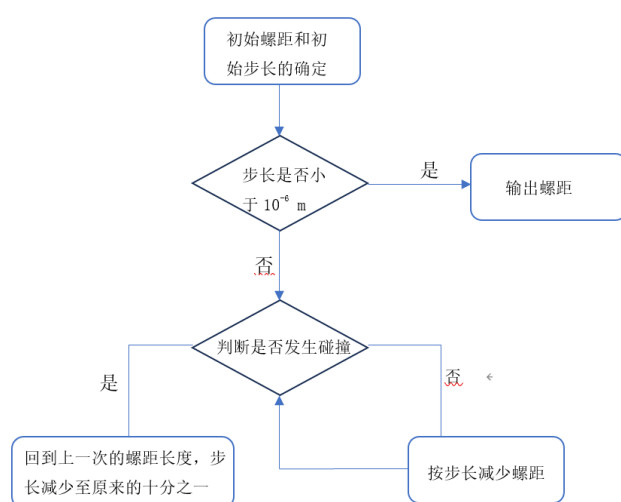 初始螺距和初
始步长的确定
步长是否小
于 10⁻⁶ m
是
输出螺距
否
判断是否发生碰撞
是
否
回到上一次的螺距长度，步
长减少至原来的十分之一
按步长减少螺距